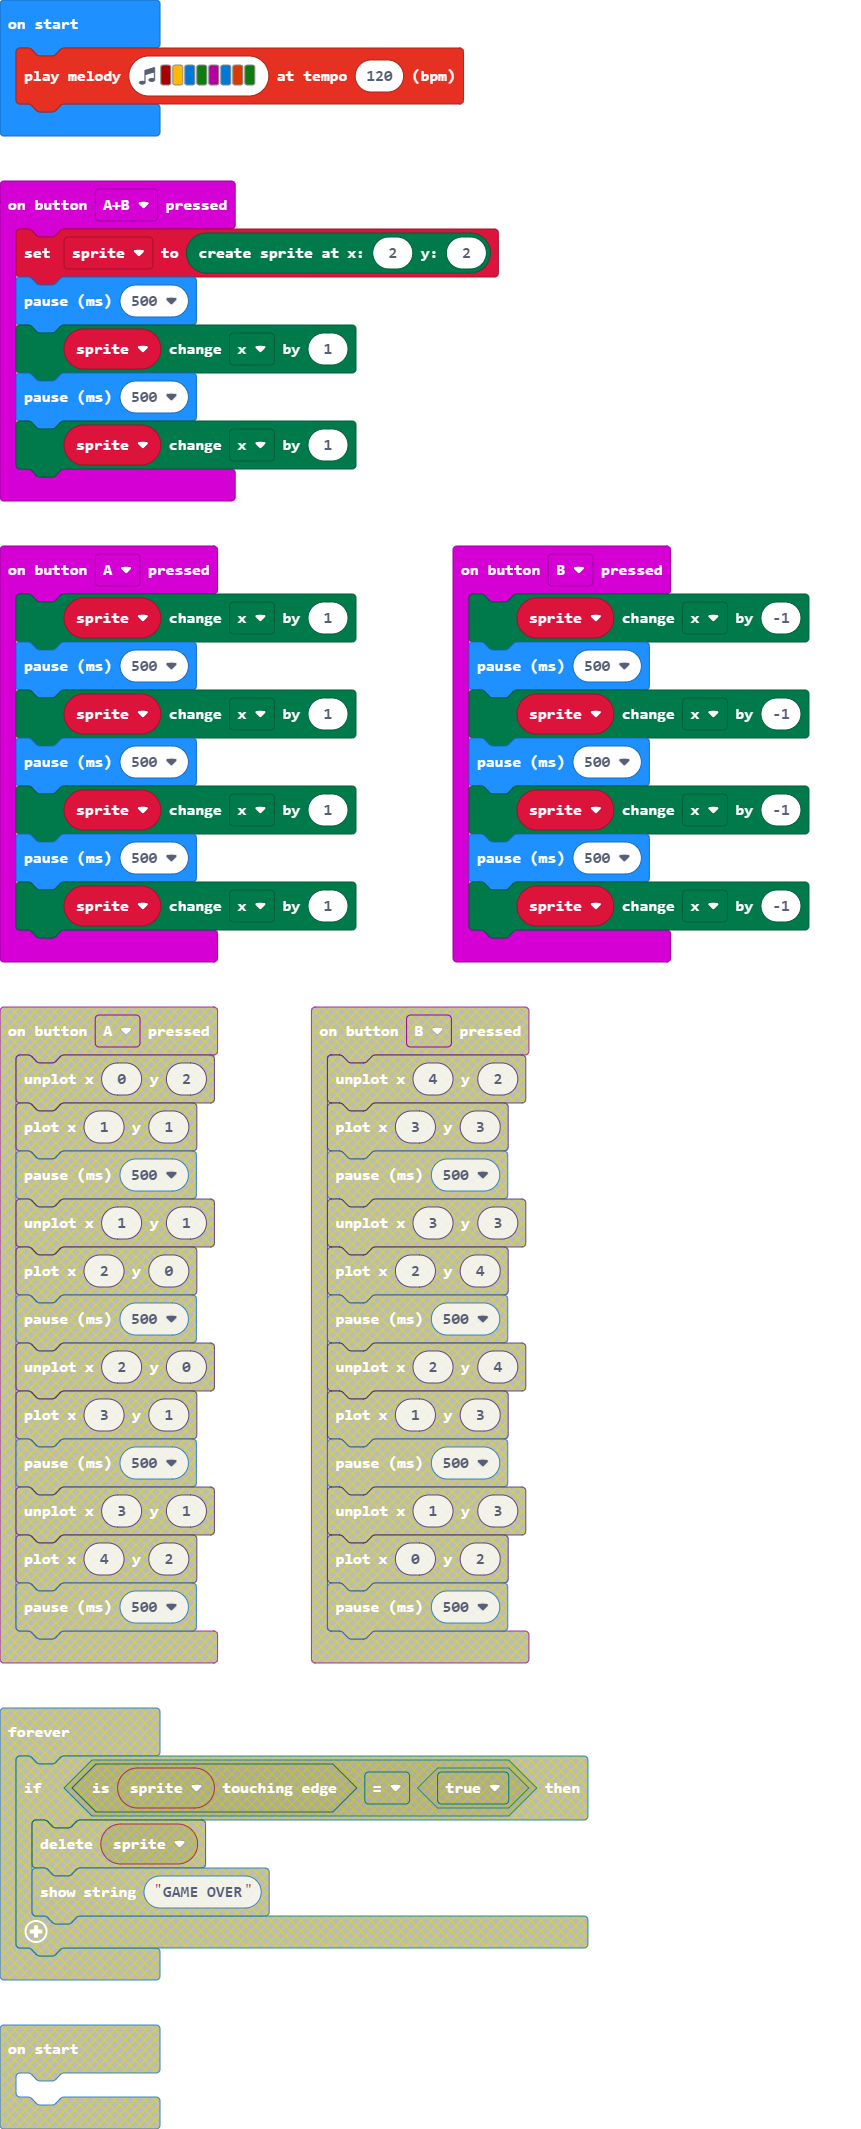 on start
play melody at tempo 120 (bpm)
on button A+B pressed
set sprite to create sprite at x: 2 y: 2
pause (ms) 500
sprite change x by 1
pause (ms) 500
sprite change x by 1
on button A pressed
sprite change x by 1
pause (ms) 500
sprite change x by 1
pause (ms) 500
sprite change x by 1
pause (ms) 500
sprite change x by 1
on button B pressed
sprite change x by -1
pause (ms) 500
sprite change x by -1
pause (ms) 500
sprite change x by -1
pause (ms) 500
sprite change x by -1
on button A pressed
unplot x 0 y 2
plot x 1 y 1
pause (ms) 500
unplot x 1 y 1
plot x 2 y 0
pause (ms) 500
unplot x 2 y 0
plot x 3 y 1
pause (ms) 500
unplot x 3 y 1
plot x 4 y 2
pause (ms) 500
on button B pressed
unplot x 4 y 2
plot x 3 y 3
pause (ms) 500
unplot x 3 y 3
plot x 2 y 4
pause (ms) 500
unplot x 2 y 4
plot x 1 y 3
pause (ms) 500
unplot x 1 y 3
plot x 0 y 2
pause (ms) 500
forever
if is sprite touching edge = true then
delete sprite
show string "GAME OVER"
on start